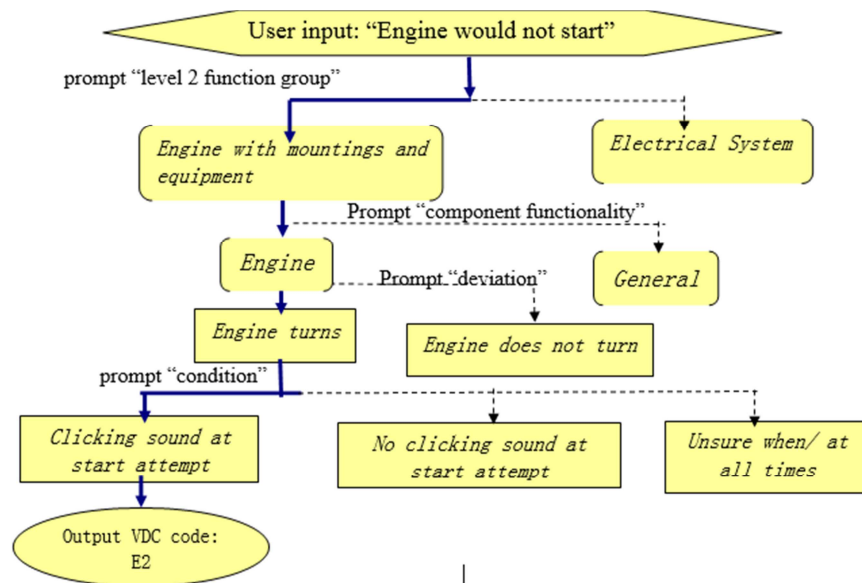 User input: “Engine would not start”
prompt “level 2 function group”
Engine with mountings and
equipment
Electrical System
Prompt “component functionality”
Engine
General
Prompt “deviation”
Engine turns
Engine does not turn
prompt “condition”
Clicking sound at
start attempt
No clicking sound at
start attempt
Unsure when/ at
all times
Output VDC code:
E2